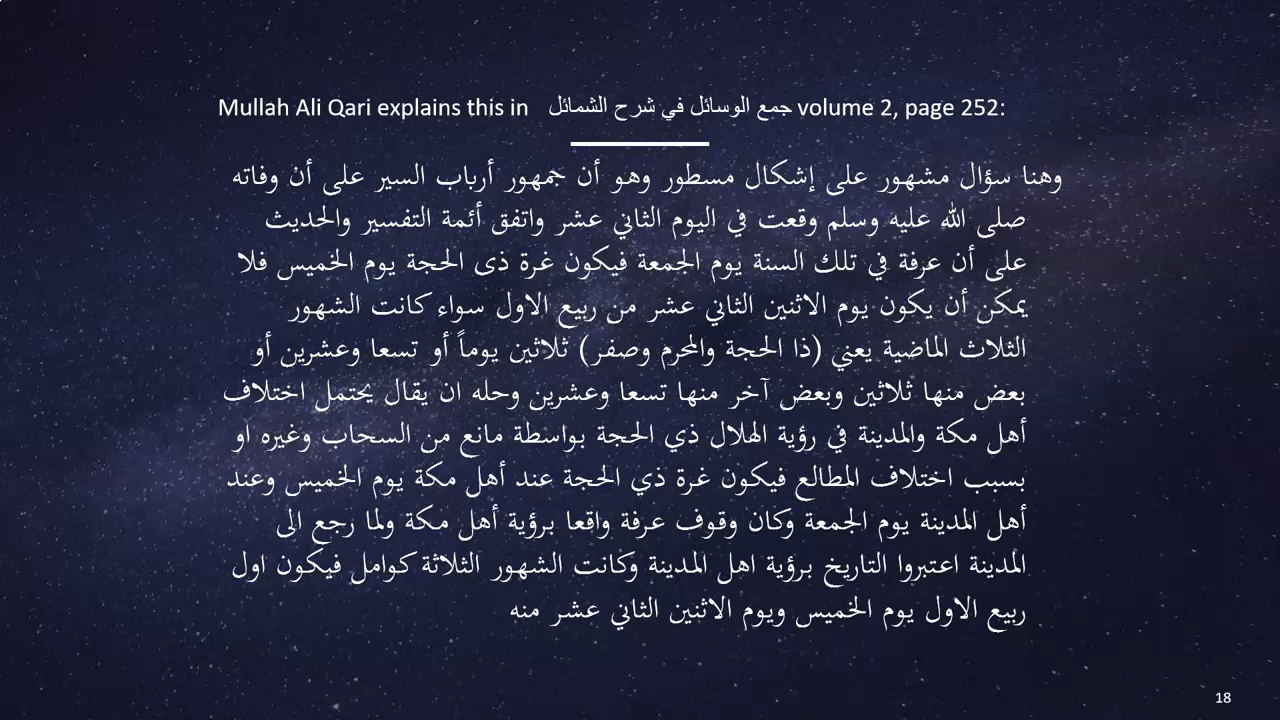 Mullah Ali Qari explains this in جمع الوسائل في شرح الشمائل volume 2, page 252:
وهنا سؤال مشهور على إشكال مسطور وهو أن جمهور أرباب السير على أن وفاته
صلى الله عليه وسلم وقعت في اليوم الثاني عشر واتفق أئمة التفسير والحديث
على أن عرفة في تلك السنة يوم الجمعة فيكون غرة ذى الحجة يوم الخميس فلا
يمكن أن يكون يوم الاثنين الثاني عشر من ربيع الاول سواء كانت الشهور
الثلاث الماضية يعني (ذا الحجة والمحرم وصفر) ثلاثين يوماً أو تسعا وعشرين أو
بعض منها ثلاثين وبعض آخر منها تسعا وعشرين وحله ان يقال يحتمل اختلاف
أهل مكة والمدينة في رؤية الهلال ذي الحجة بواسطة مانع من السحاب وغيره او
بسبب اختلاف المطالع فيكون غرة ذي الحجة عند أهل مكة يوم الخميس وعند
أهل المدينة يوم الجمعة وكان وقوف عرفة واقعا برؤية أهل مكة ولما رجع الى
المدينة اعتبروا التاريخ برؤية اهل المدينة وكانت الشهور الثلاثة كوامل فيكون اول
ربيع الاول يوم الخميس ويوم الاثنين الثاني عشر منه
18